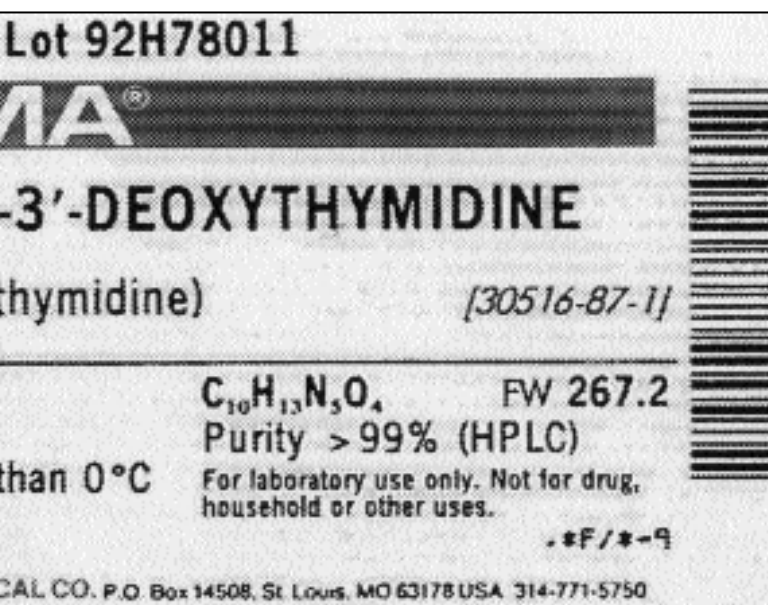 Lot 92H78011
MA®
-3'-DEOXYTHYMIDINE
thymidine) [30516-87-1]
C₁₀H₁₃N₅O₄ FW 267.2
Purity >99% (HPLC)
than 0°C For laboratory use only. Not for drug,
household or other uses.
.*F/*-9
CAL CO. P.O. Box 14508, St. Louis, MO 63178 USA 314-771-5750